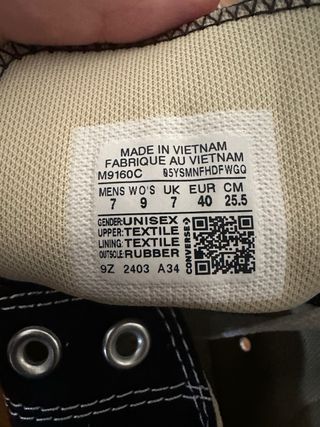 MADE IN VIETNAM
FABRIQUE AU VIETNAM
M9160C 05YSMNFHDFWGQ
MENS WO'S UK EUR CM
7 9 7 40 25.5
GENDER: UNISEX
UPPER: TEXTILE
LINING: TEXTILE
OUTSOLE: RUBBER
9Z 2403 A34
CONVERSE